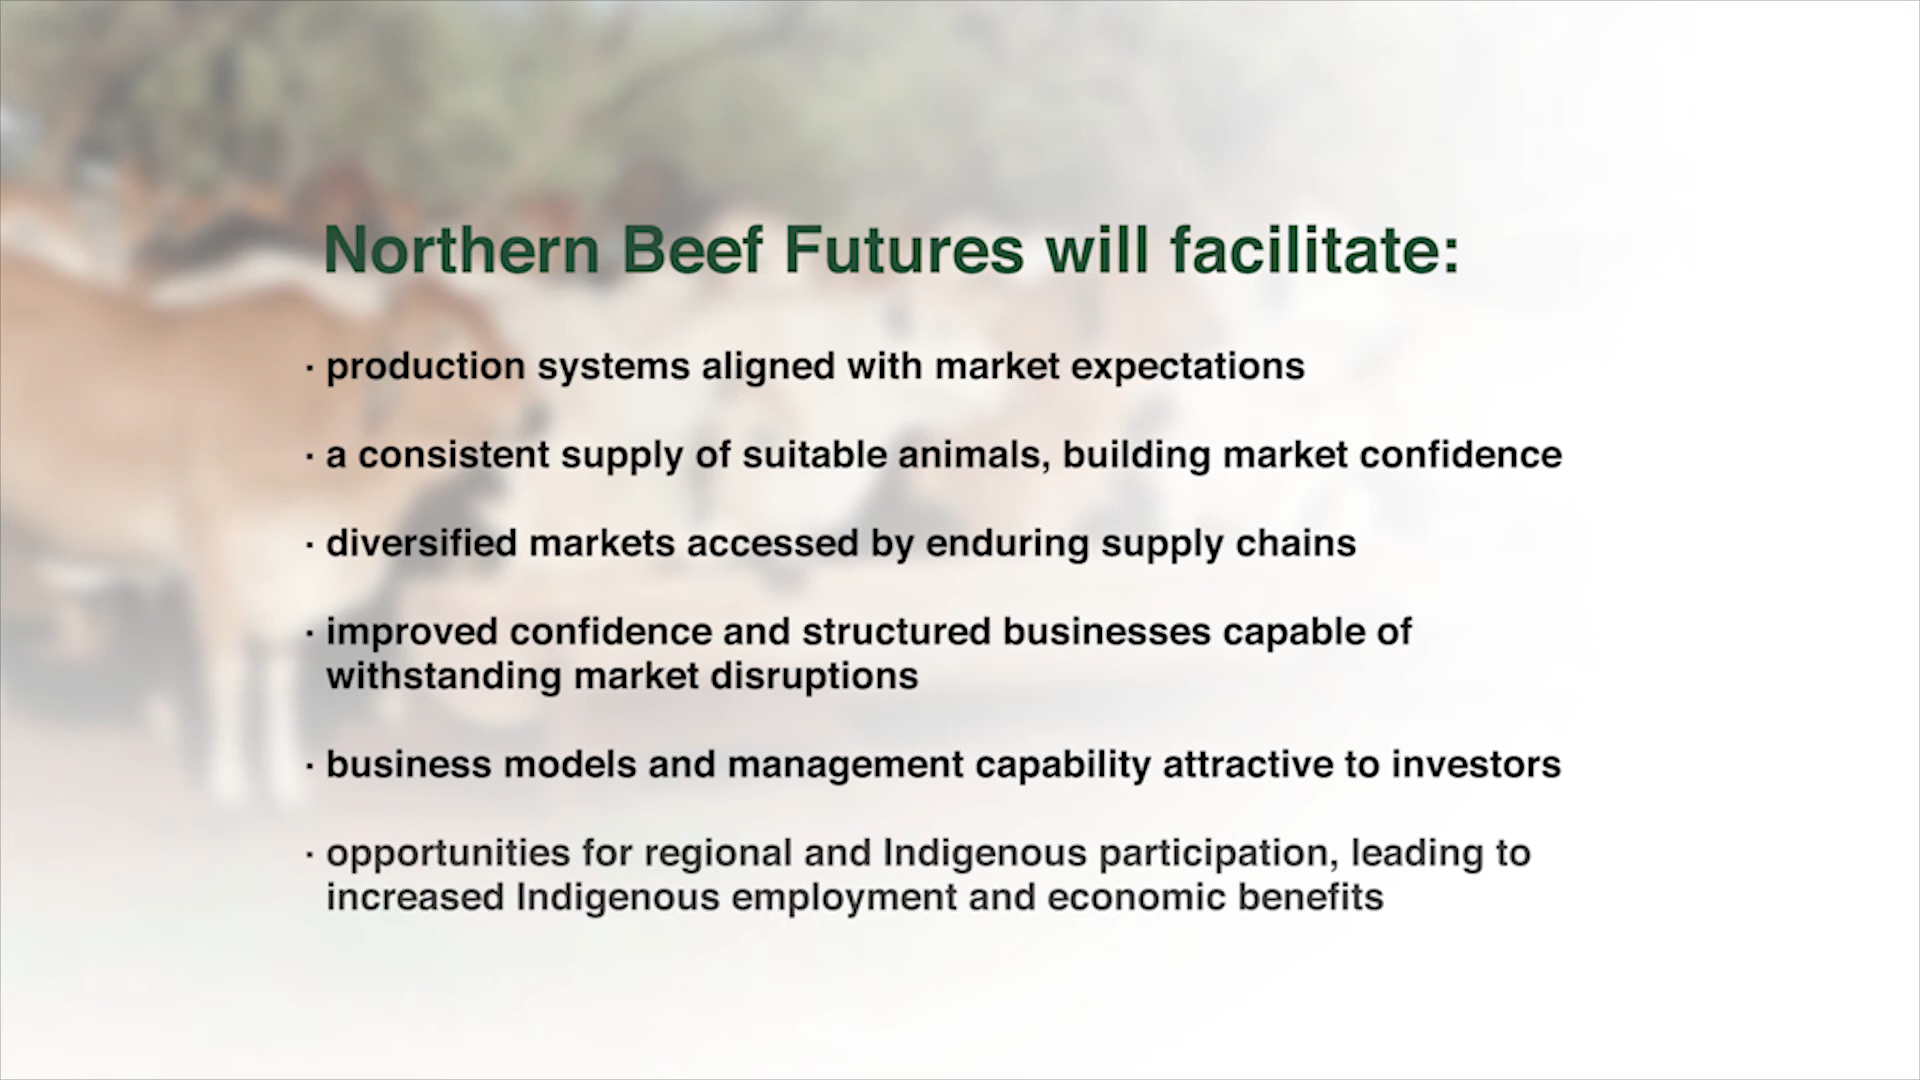 Northern Beef Futures will facilitate:
· production systems aligned with market expectations
· a consistent supply of suitable animals, building market confidence
· diversified markets accessed by enduring supply chains
· improved confidence and structured businesses capable of
withstanding market disruptions
· business models and management capability attractive to investors
· opportunities for regional and Indigenous participation, leading to
increased Indigenous employment and economic benefits